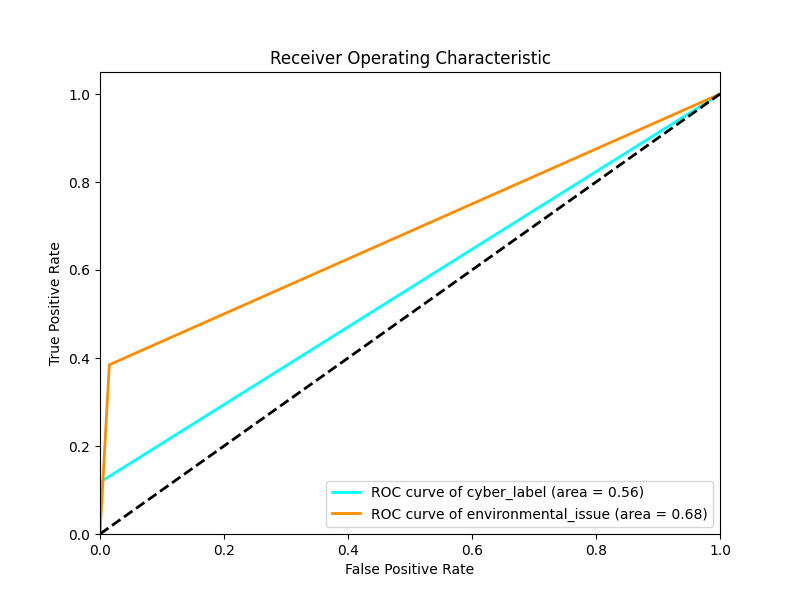 Receiver Operating Characteristic
True Positive Rate
1.0
0.8
0.6
0.4
0.2
0.0
ROC curve of cyber_label (area = 0.56)
ROC curve of environmental_issue (area = 0.68)
0.0 0.2 0.4 0.6 0.8 1.0
False Positive Rate